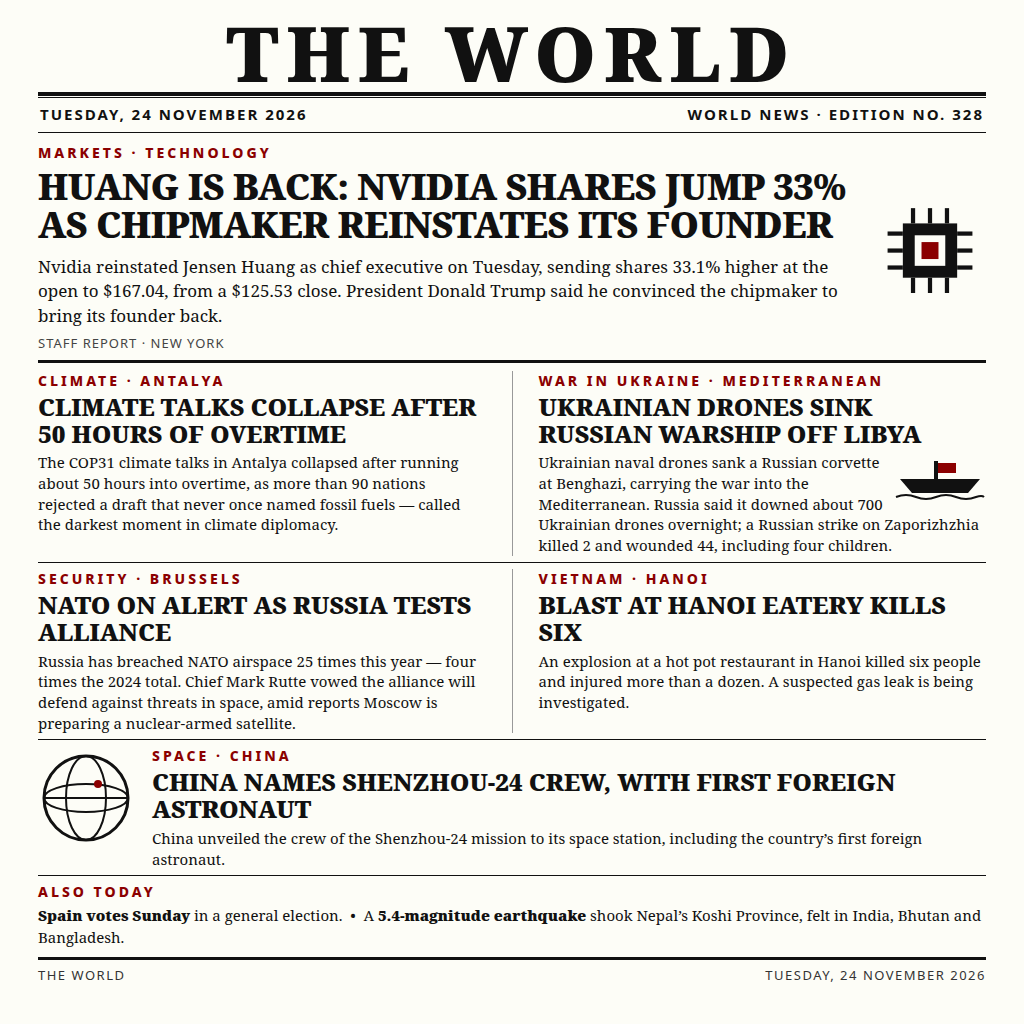 THE WORLD
TUESDAY, 24 NOVEMBER 2026
WORLD NEWS · EDITION NO. 328
MARKETS · TECHNOLOGY
HUANG IS BACK: NVIDIA SHARES JUMP 33%
AS CHIPMAKER REINSTATES ITS FOUNDER
Nvidia reinstated Jensen Huang as chief executive on Tuesday, sending shares 33.1% higher at the
open to $167.04, from a $125.53 close. President Donald Trump said he convinced the chipmaker to
bring its founder back.
STAFF REPORT · NEW YORK
CLIMATE · ANTALYA
CLIMATE TALKS COLLAPSE AFTER
50 HOURS OF OVERTIME
The COP31 climate talks in Antalya collapsed after running
about 50 hours into overtime, as more than 90 nations
rejected a draft that never once named fossil fuels — called
the darkest moment in climate diplomacy.
WAR IN UKRAINE · MEDITERRANEAN
UKRAINIAN DRONES SINK
RUSSIAN WARSHIP OFF LIBYA
Ukrainian naval drones sank a Russian corvette
at Benghazi, carrying the war into the
Mediterranean. Russia said it downed about 700
Ukrainian drones overnight; a Russian strike on Zaporizhzhia
killed 2 and wounded 44, including four children.
SECURITY · BRUSSELS
NATO ON ALERT AS RUSSIA TESTS
ALLIANCE
Russia has breached NATO airspace 25 times this year — four
times the 2024 total. Chief Mark Rutte vowed the alliance will
defend against threats in space, amid reports Moscow is
preparing a nuclear-armed satellite.
VIETNAM · HANOI
BLAST AT HANOI EATERY KILLS
SIX
An explosion at a hot pot restaurant in Hanoi killed six people
and injured more than a dozen. A suspected gas leak is being
investigated.
SPACE · CHINA
CHINA NAMES SHENZHOU-24 CREW, WITH FIRST FOREIGN
ASTRONAUT
China unveiled the crew of the Shenzhou-24 mission to its space station, including the country’s first foreign
astronaut.
ALSO TODAY
Spain votes Sunday in a general election. • A 5.4-magnitude earthquake shook Nepal’s Koshi Province, felt in India, Bhutan and
Bangladesh.
THE WORLD
TUESDAY, 24 NOVEMBER 2026